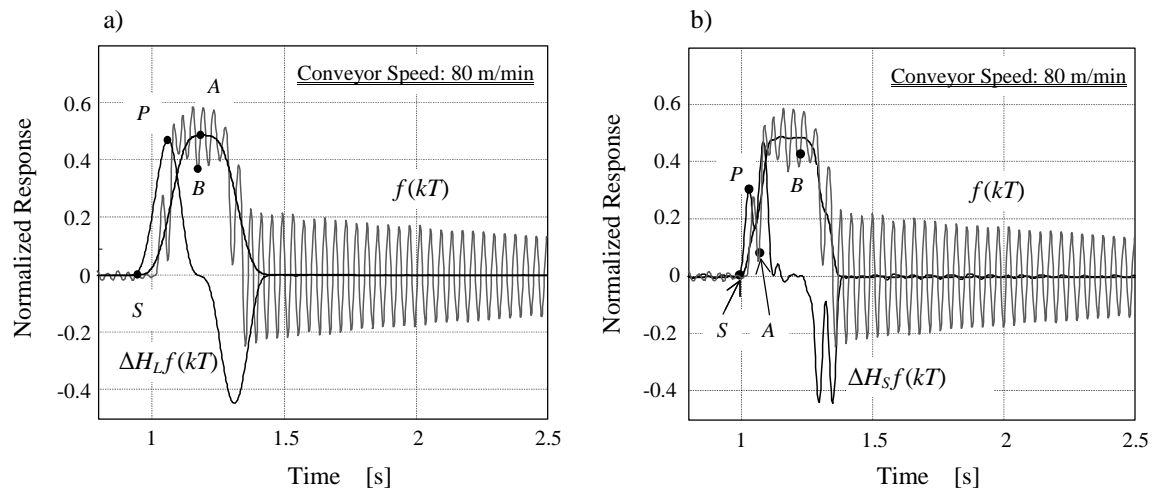 a)
Conveyor Speed: 80 m/min
Normalized Response
0.6
0.4
0.2
0
-0.2
-0.4
P
A
B
S
f(kT)
ΔH_L f(kT)
1
1.5
2
2.5
Time [s]
b)
Conveyor Speed: 80 m/min
Normalized Response
0.6
0.4
0.2
0
-0.2
-0.4
P
B
S
A
f(kT)
ΔH_S f(kT)
1
1.5
2
2.5
Time [s]